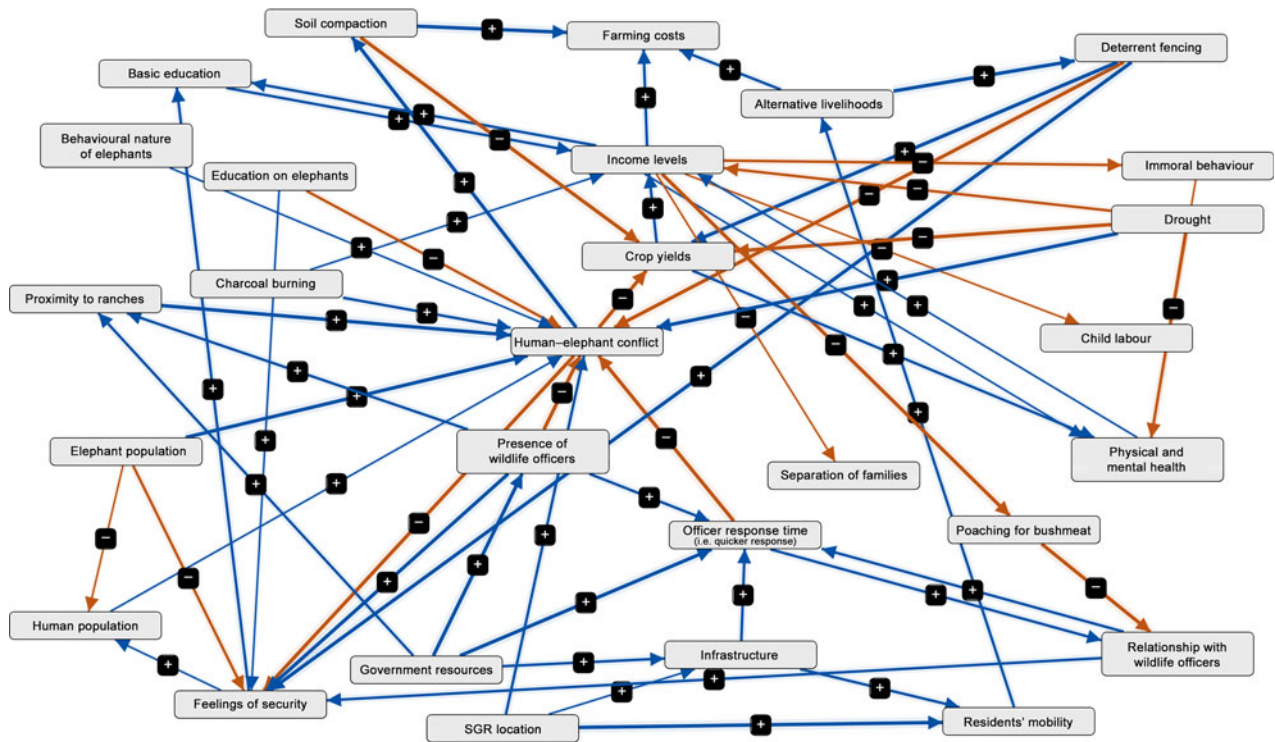 Soil compaction
Farming costs
Deterrent fencing
Basic education
Alternative livelihoods
Behavioural nature
of elephants
Income levels
Immoral behaviour
Education on elephants
Drought
Crop yields
Charcoal burning
Proximity to ranches
Human–elephant conflict
Child labour
Elephant population
Presence of
wildlife officers
Physical and
mental health
Separation of families
Officer response time
(i.e. quicker response)
Poaching for bushmeat
Human population
Infrastructure
Relationship with
wildlife officers
Government resources
Feelings of security
SGR location
Residents' mobility